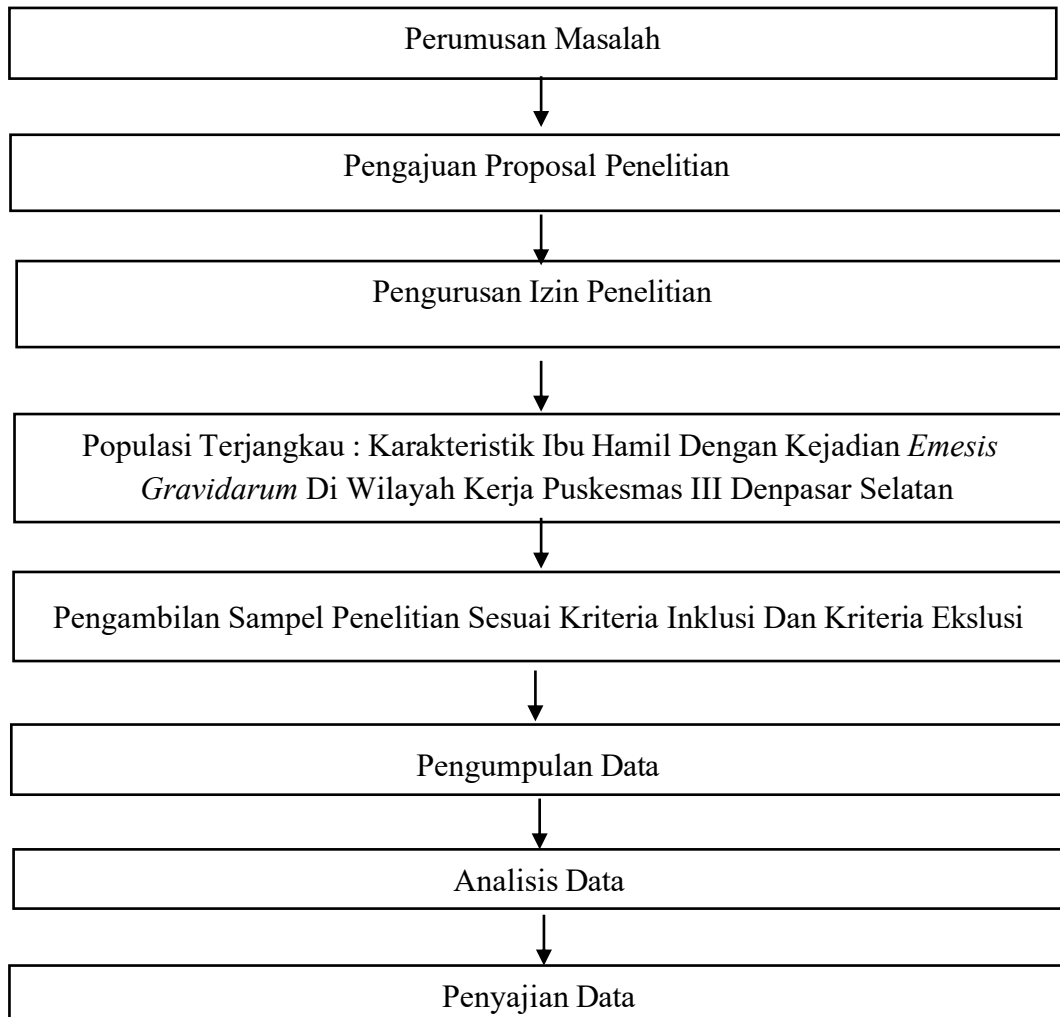 Perumusan Masalah
Pengajuan Proposal Penelitian
Pengurusan Izin Penelitian
Populasi Terjangkau : Karakteristik Ibu Hamil Dengan Kejadian Emesis
Gravidarum Di Wilayah Kerja Puskesmas III Denpasar Selatan
Pengambilan Sampel Penelitian Sesuai Kriteria Inklusi Dan Kriteria Ekslusi
Pengumpulan Data
Analisis Data
Penyajian Data